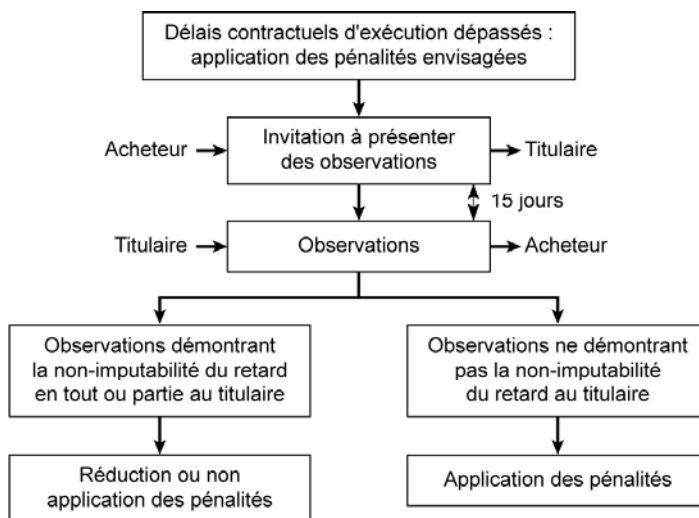 Délais contractuels d'exécution dépassés :
application des pénalités envisagées
Acheteur
Invitation à présenter
des observations
Titulaire
15 jours
Titulaire
Observations
Acheteur
Observations démontrant
la non-imputabilité du retard
en tout ou partie au titulaire
Observations ne démontrant
pas la non-imputabilité
du retard au titulaire
Réduction ou non
application des pénalités
Application des pénalités